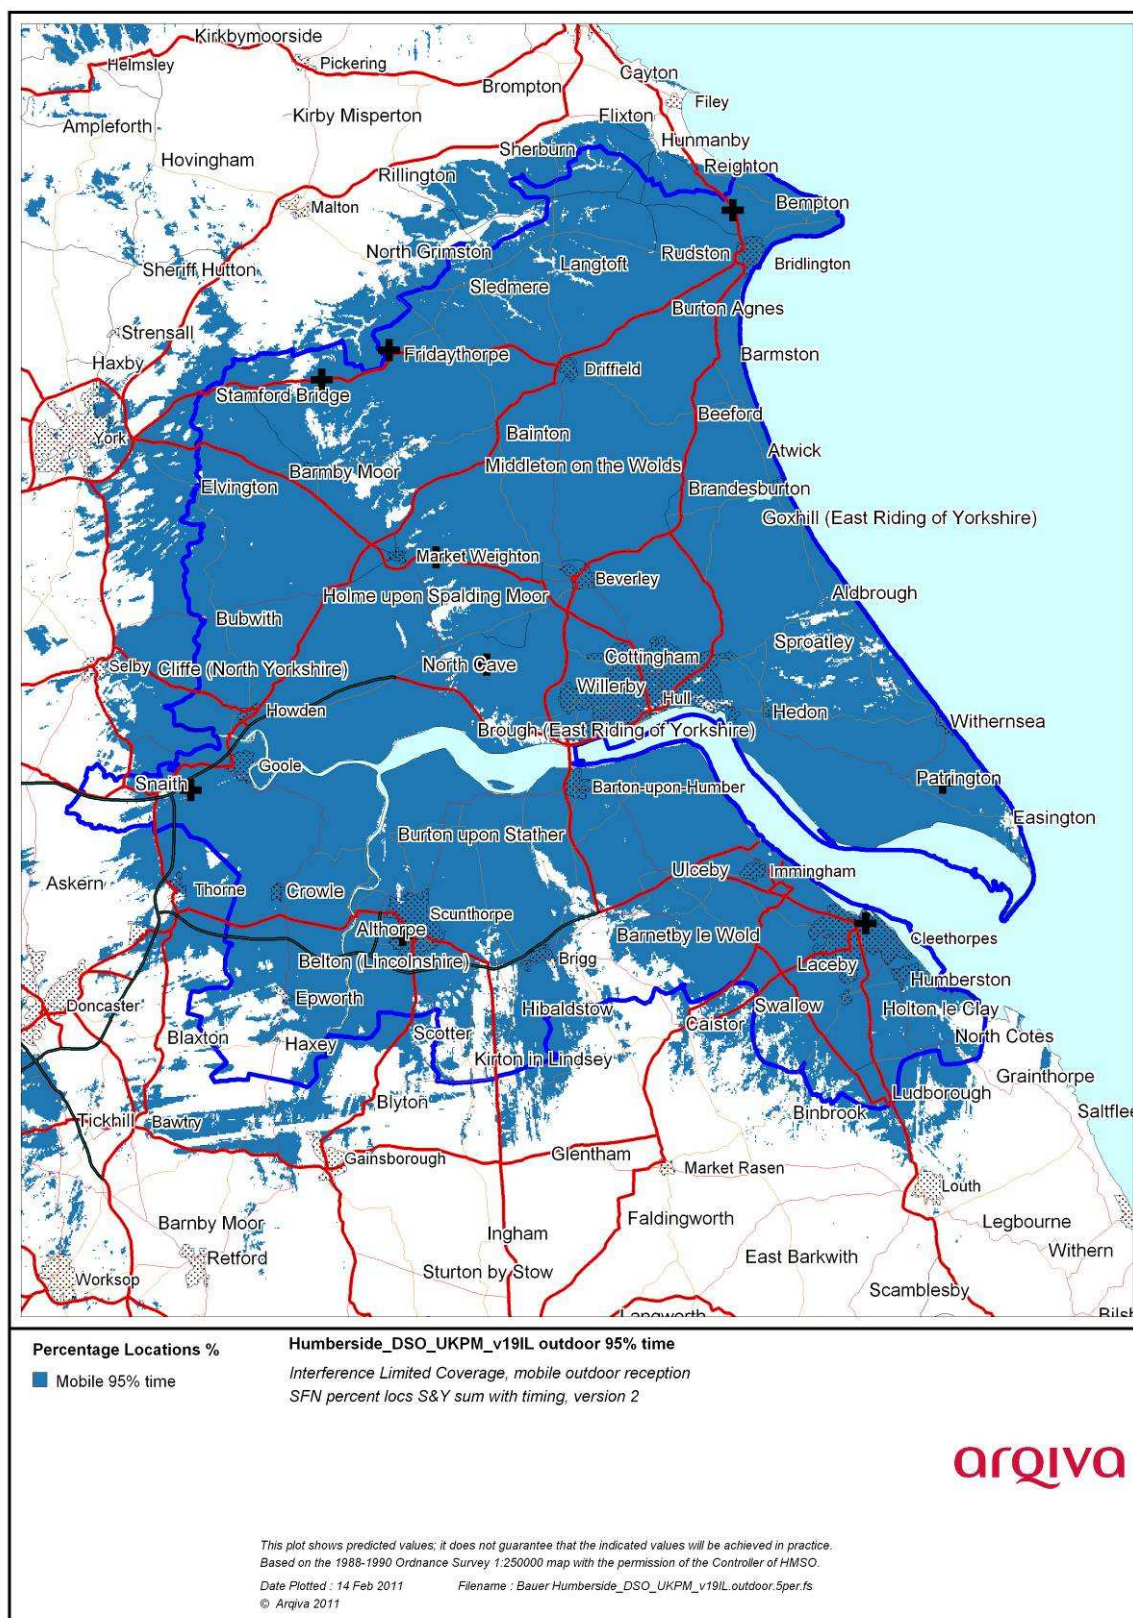 Kirkbymoorside
Helmsley
Pickering
Cayton
Brompton
Filey
Kirby Misperton
Flixton
Ampleforth
Hunmanby
Hovingham
Sherburn
Reighton
Rillington
Malton
Bempton
North Grimston
Rudston
Langtoft
Bridlington
Sheriff Hutton
Sledmere
Burton Agnes
Strensall
Haxby
Fridaythorpe
Barmston
Driffield
Stamford Bridge
Beeford
York
Bainton
Atwick
Barmby Moor
Middleton on the Wolds
Elvington
Brandesburton
Goxhill (East Riding of Yorkshire)
Market Weighton
Beverley
Holme upon Spalding Moor
Aldbrough
Bubwith
Sproatley
Cottingham
Selby
Cliffe (North Yorkshire)
North Cave
Willerby
Hull
Howden
Hedon
Withernsea
Brough (East Riding of Yorkshire)
Goole
Snaith
Barton-upon-Humber
Patrington
Easington
Burton upon Stather
Ulceby
Immingham
Askern
Thorne
Crowle
Scunthorpe
Althorpe
Barnetby le Wold
Cleethorpes
Belton (Lincolnshire)
Brigg
Laceby
Humberston
Doncaster
Epworth
Hibaldstow
Swallow
Holton le Clay
Caistor
Blaxton
Haxey
Scotter
North Cotes
Kirton in Lindsey
Grainthorpe
Ludborough
Blyton
Binbrook
Saltflee
Tickhill
Bawtry
Gainsborough
Glentham
Market Rasen
Louth
Barnby Moor
Faldingworth
Legbourne
Ingham
Retford
East Barkwith
Withern
Worksop
Sturton by Stow
Scamblesby
Langworth
Bilsb
Percentage Locations %
Mobile 95% time
Humberside_DSO_UKPM_v19IL outdoor 95% time
Interference Limited Coverage, mobile outdoor reception
SFN percent locs S&Y sum with timing, version 2
arqiva
This plot shows predicted values; it does not guarantee that the indicated values will be achieved in practice.
Based on the 1988-1990 Ordnance Survey 1:250000 map with the permission of the Controller of HMSO.
Date Plotted : 14 Feb 2011 Filename : Bauer Humberside_DSO_UKPM_v19IL.outdoor.5per.fs
© Arqiva 2011